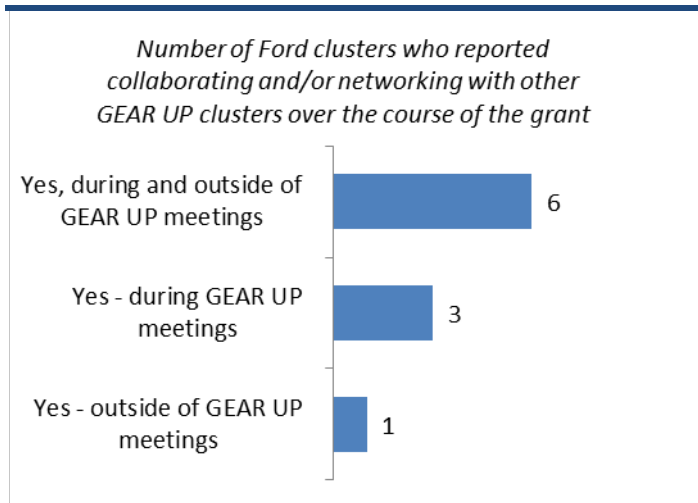 Number of Ford clusters who reported
collaborating and/or networking with other
GEAR UP clusters over the course of the grant
Yes, during and outside of
GEAR UP meetings
6
Yes - during GEAR UP
meetings
3
Yes - outside of GEAR UP
meetings
1